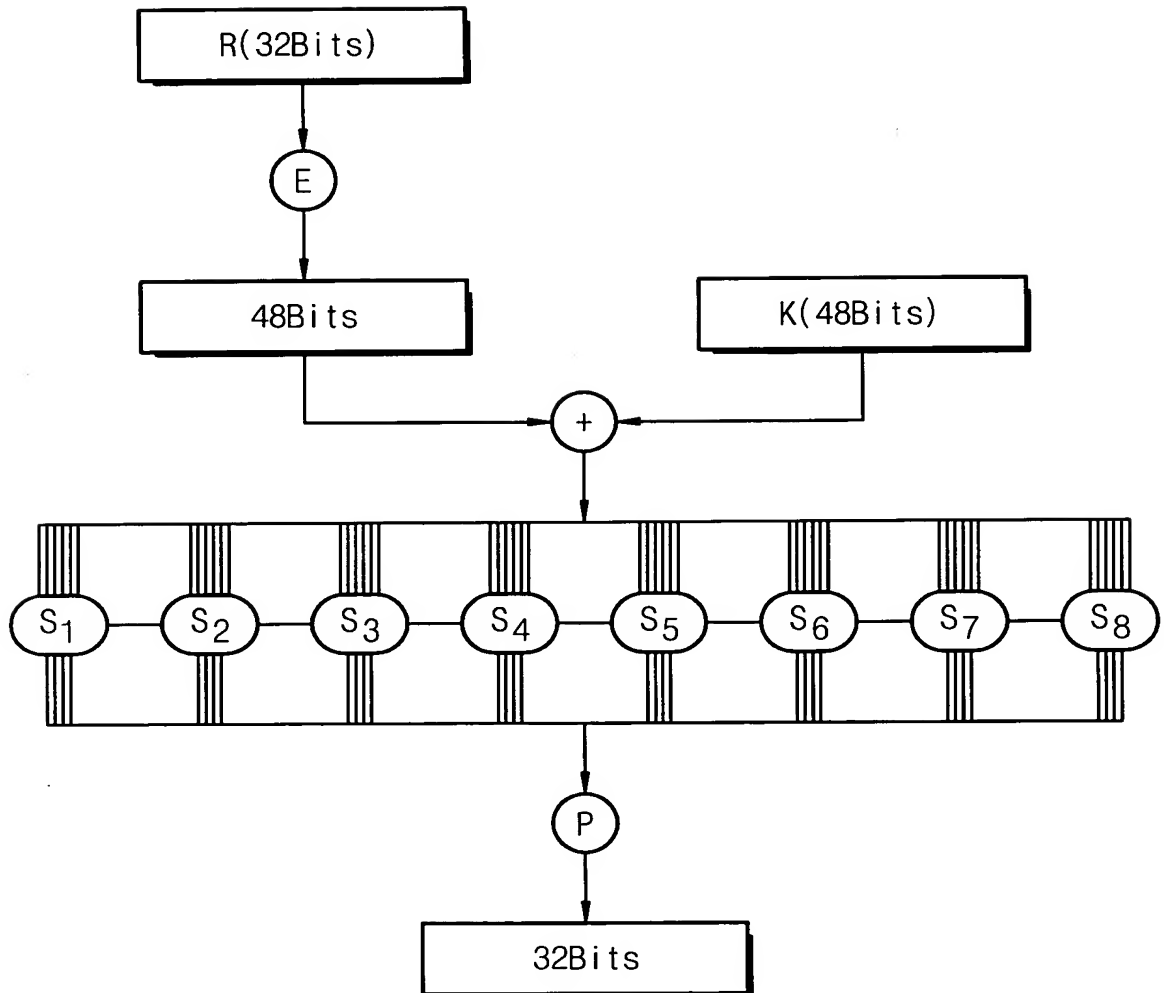 R(32Bits)
E
48Bits
K(48Bits)
+
S1 S2 S3 S4 S5 S6 S7 S8
P
32Bits